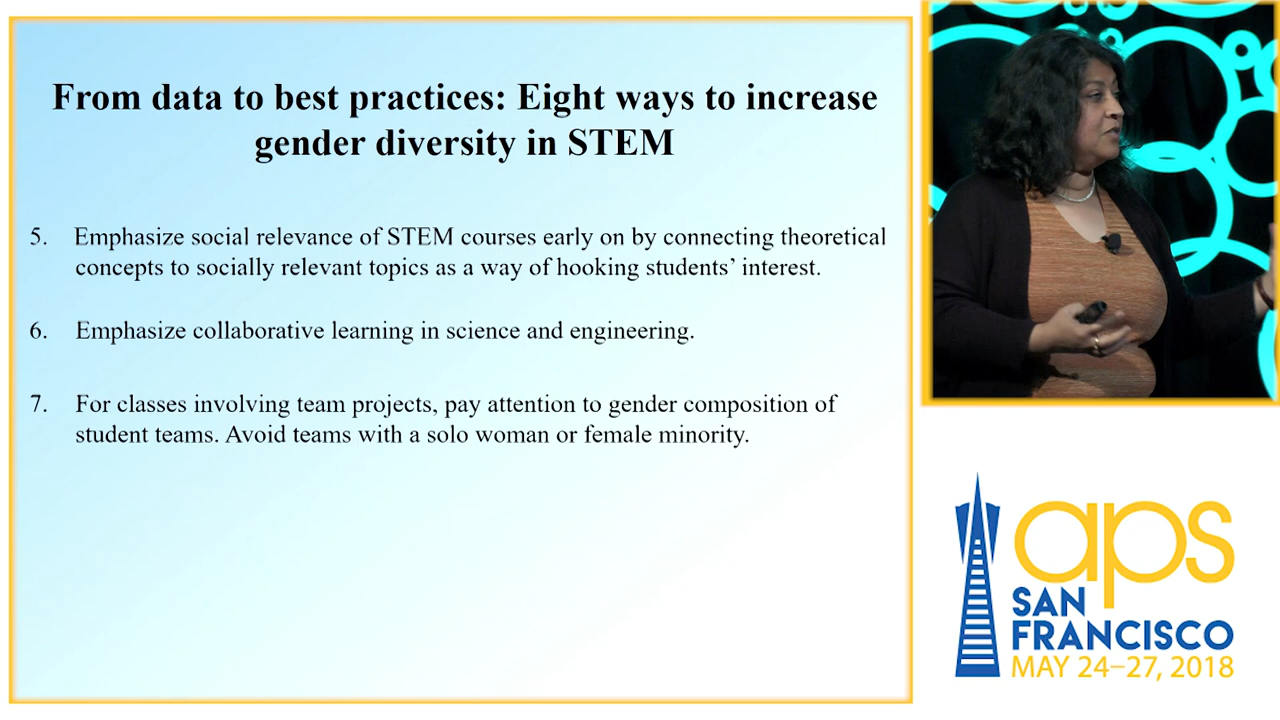 From data to best practices: Eight ways to increase
gender diversity in STEM
5. Emphasize social relevance of STEM courses early on by connecting theoretical
concepts to socially relevant topics as a way of hooking students’ interest.
6. Emphasize collaborative learning in science and engineering.
7. For classes involving team projects, pay attention to gender composition of
student teams. Avoid teams with a solo woman or female minority.
aps
SAN
FRANCISCO
MAY 24–27, 2018